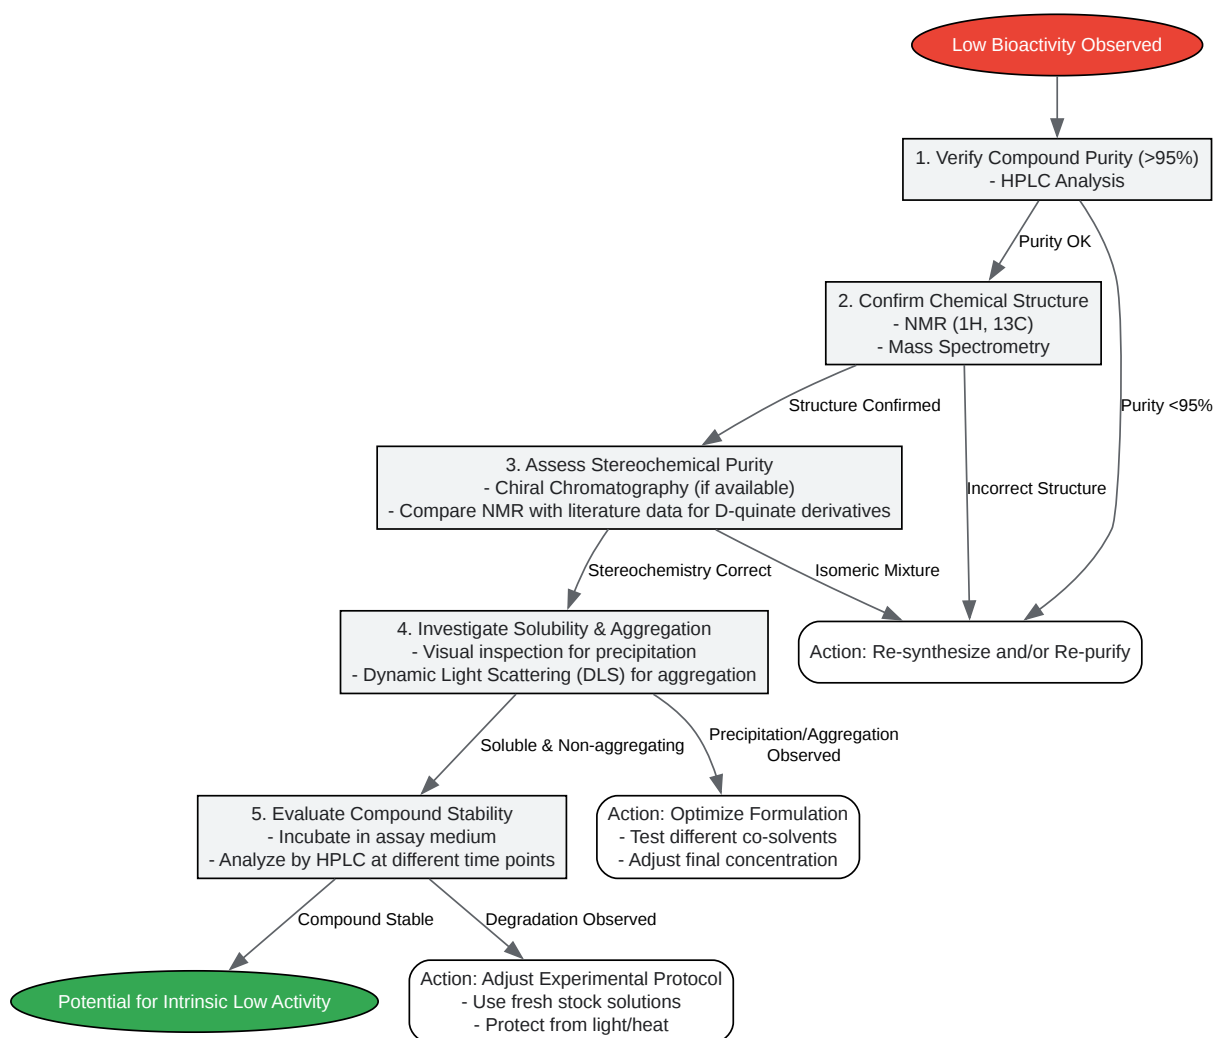 Low Bioactivity Observed
1. Verify Compound Purity (>95%)
- HPLC Analysis
Purity OK
2. Confirm Chemical Structure
- NMR (1H, 13C)
- Mass Spectrometry
Structure Confirmed
Purity <95%
3. Assess Stereochemical Purity
- Chiral Chromatography (if available)
- Compare NMR with literature data for D-quinate derivatives
Incorrect Structure
Stereochemistry Correct
Isomeric Mixture
4. Investigate Solubility & Aggregation
- Visual inspection for precipitation
- Dynamic Light Scattering (DLS) for aggregation
Action: Re-synthesize and/or Re-purify
Soluble & Non-aggregating
Precipitation/Aggregation
Observed
5. Evaluate Compound Stability
- Incubate in assay medium
- Analyze by HPLC at different time points
Action: Optimize Formulation
- Test different co-solvents
- Adjust final concentration
Compound Stable
Degradation Observed
Potential for Intrinsic Low Activity
Action: Adjust Experimental Protocol
- Use fresh stock solutions
- Protect from light/heat